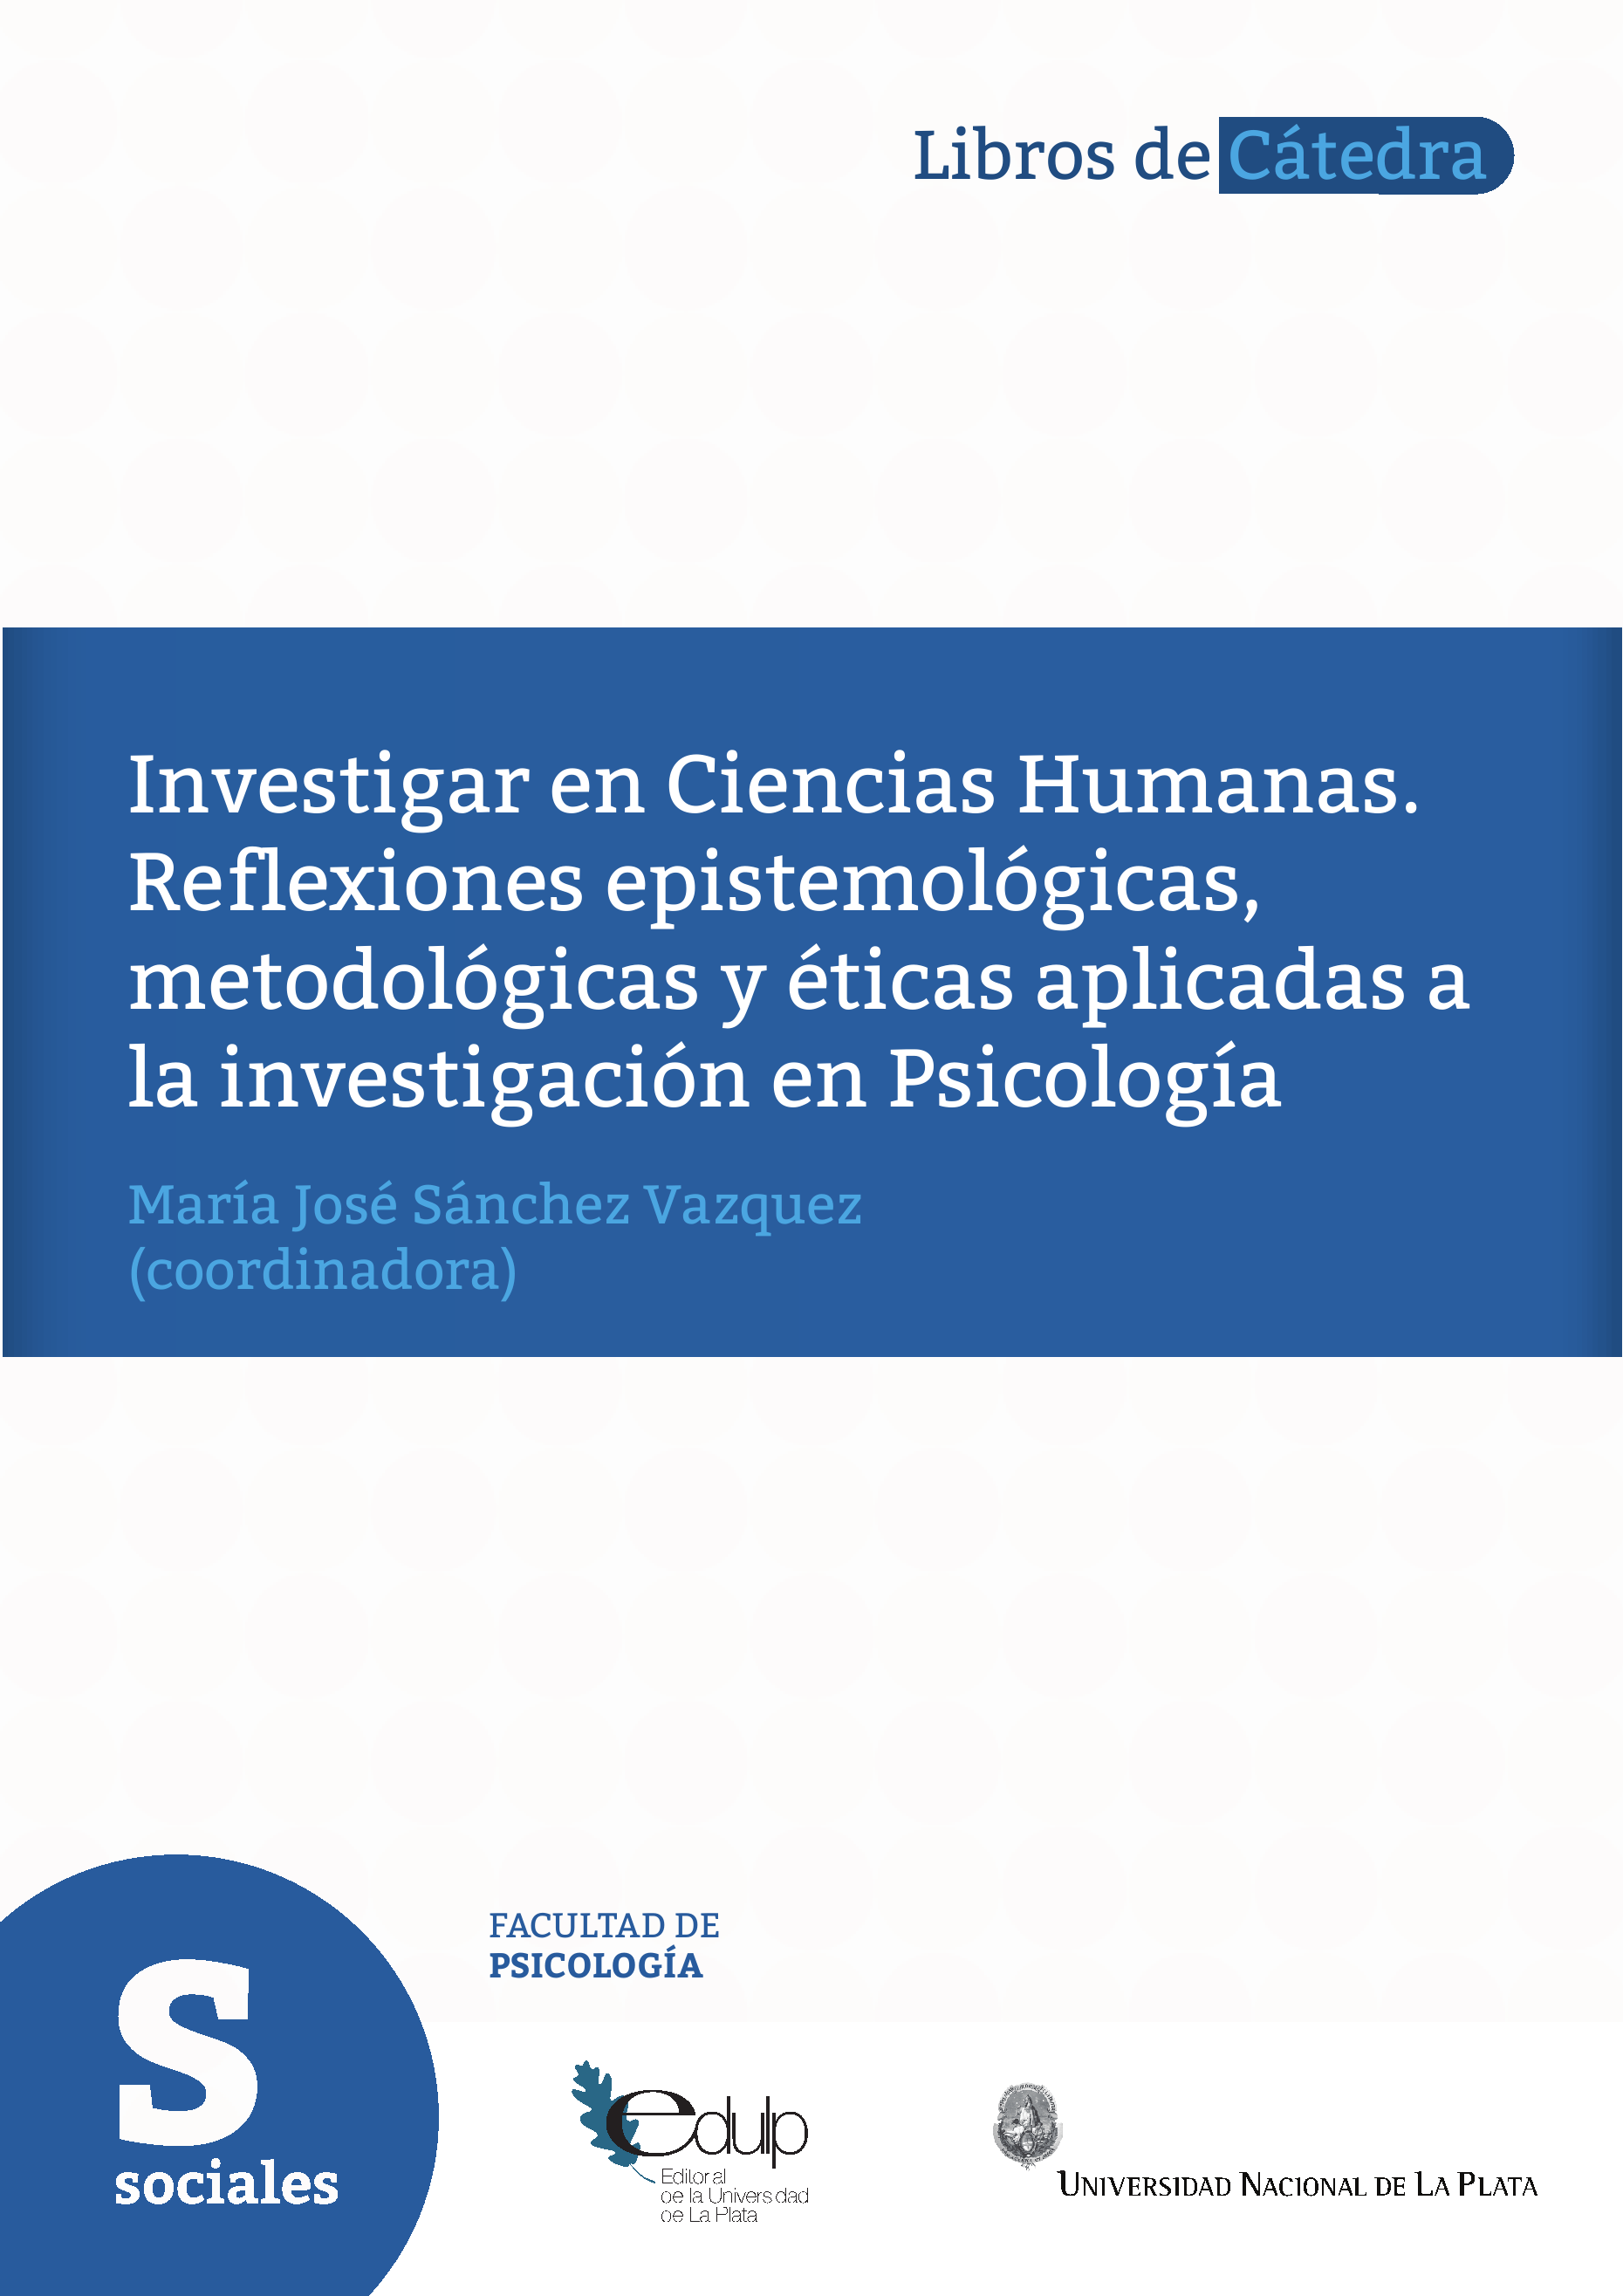 Libros de Cátedra
Investigar en Ciencias Humanas.
Reflexiones epistemológicas,
metodológicas y éticas aplicadas a
la investigación en Psicología
María José Sánchez Vazquez
(coordinadora)
FACULTAD DE
PSICOLOGÍA
S
sociales
edulp
Editorial
de la Universidad
de La Plata
UNIVERSIDAD NACIONAL DE LA PLATA